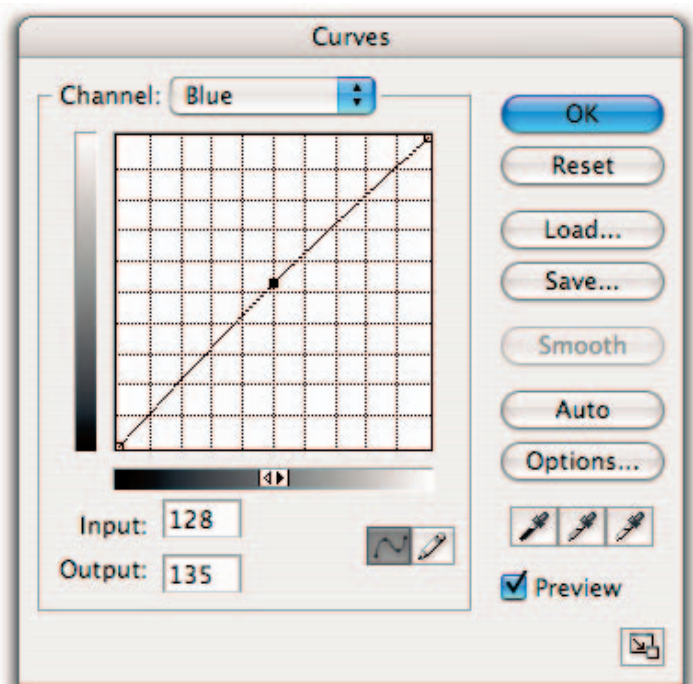 Curves
Channel: Blue
OK
Reset
Load...
Save...
Smooth
Auto
Options...
Input: 128
Output: 135
Preview